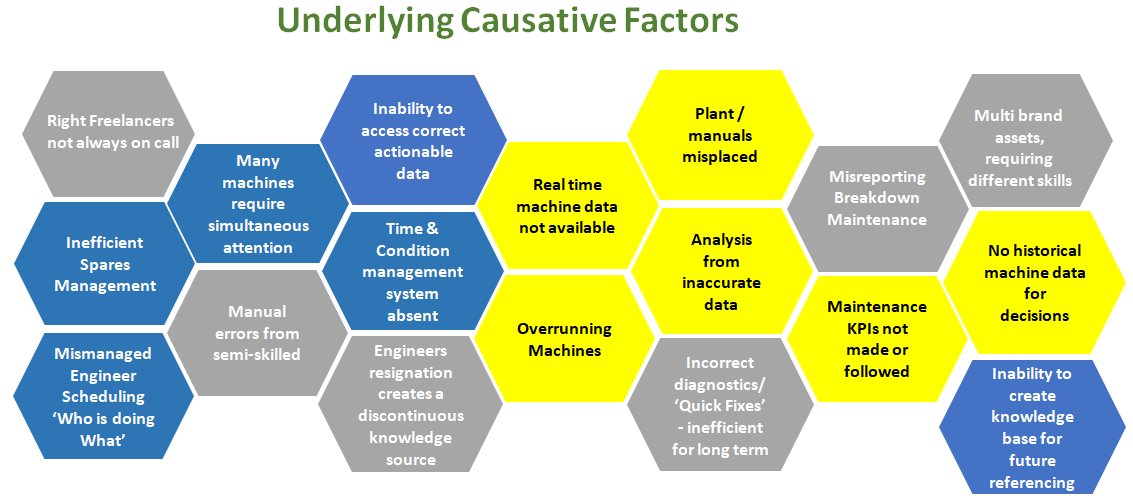 Underlying Causative Factors
Right Freelancers
not always on call
Inefficient
Spares
Management
Mismanaged
Engineer
Scheduling
‘Who is doing
What’
Many
machines
require
simultaneous
attention
Manual
errors from
semi-skilled
Inability to
access correct
actionable
data
Time &
Condition
management
system
absent
Engineers
resignation
creates a
discontinuous
knowledge
source
Real time
machine data
not available
Overrunning
Machines
Plant /
manuals
misplaced
Analysis
from
inaccurate
data
Incorrect
diagnostics/
‘Quick Fixes’
- inefficient
for long term
Misreporting
Breakdown
Maintenance
Maintenance
KPIs not
made or
followed
Multi brand
assets,
requiring
different skills
No historical
machine data
for
decisions
Inability to
create
knowledge
base for
future
referencing